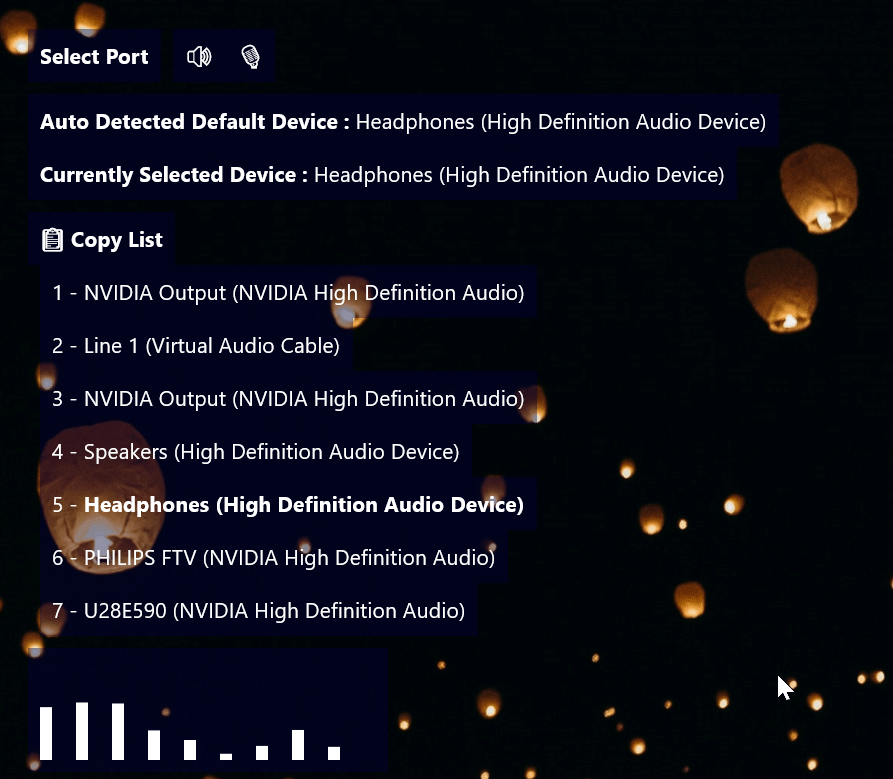 Select Port
Auto Detected Default Device : Headphones (High Definition Audio Device)
Currently Selected Device : Headphones (High Definition Audio Device)
Copy List
1 - NVIDIA Output (NVIDIA High Definition Audio)
2 - Line 1 (Virtual Audio Cable)
3 - NVIDIA Output (NVIDIA High Definition Audio)
4 - Speakers (High Definition Audio Device)
5 - Headphones (High Definition Audio Device)
6 - PHILIPS FTV (NVIDIA High Definition Audio)
7 - U28E590 (NVIDIA High Definition Audio)